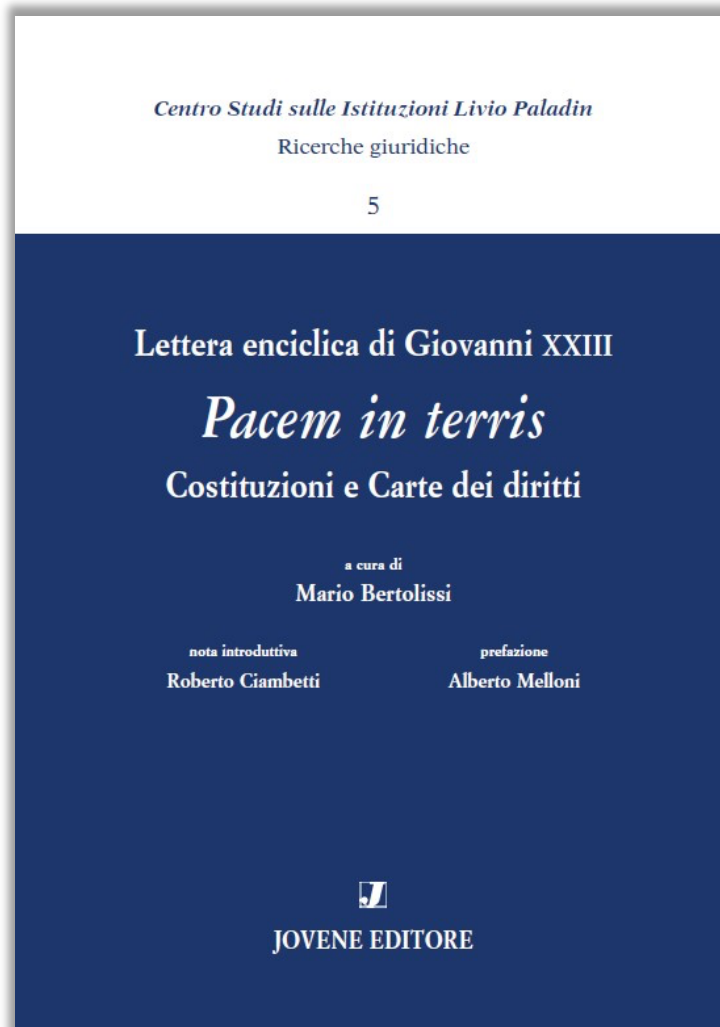 Centro Studi sulle Istituzioni Livio Paladin
Ricerche giuridiche
5
Lettera enciclica di Giovanni XXIII
Pacem in terris
Costituzioni e Carte dei diritti
a cura di
Mario Bertolissi
nota introduttiva
Roberto Ciambetti
prefazione
Alberto Melloni
J
JOVENE EDITORE